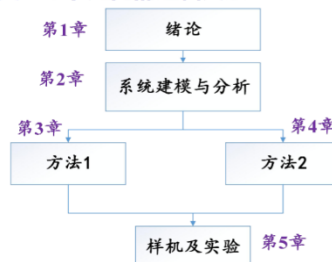 第1章
绪论
第2章
系统建模与分析
第3章
第4章
方法1
方法2
样机及实验
第5章